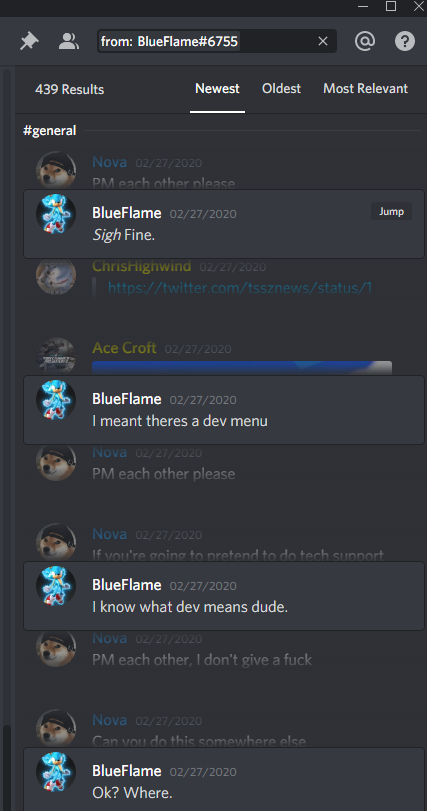 from: BlueFlame#6755
439 Results Newest Oldest Most Relevant
#general
Nova 02/27/2020
PM each other please
BlueFlame 02/27/2020 Jump
Sigh Fine.
ChrisHighwind 02/27/2020
https://twitter.com/tssznews/status/1
Ace Croft 02/27/2020
BlueFlame 02/27/2020
I meant theres a dev menu
Nova 02/27/2020
PM each other please
Nova 02/27/2020
If you're going to pretend to do tech support
BlueFlame 02/27/2020
I know what dev means dude.
Nova 02/27/2020
PM each other, I don't give a fuck
Nova 02/27/2020
Can you do this somewhere else
BlueFlame 02/27/2020
Ok? Where.